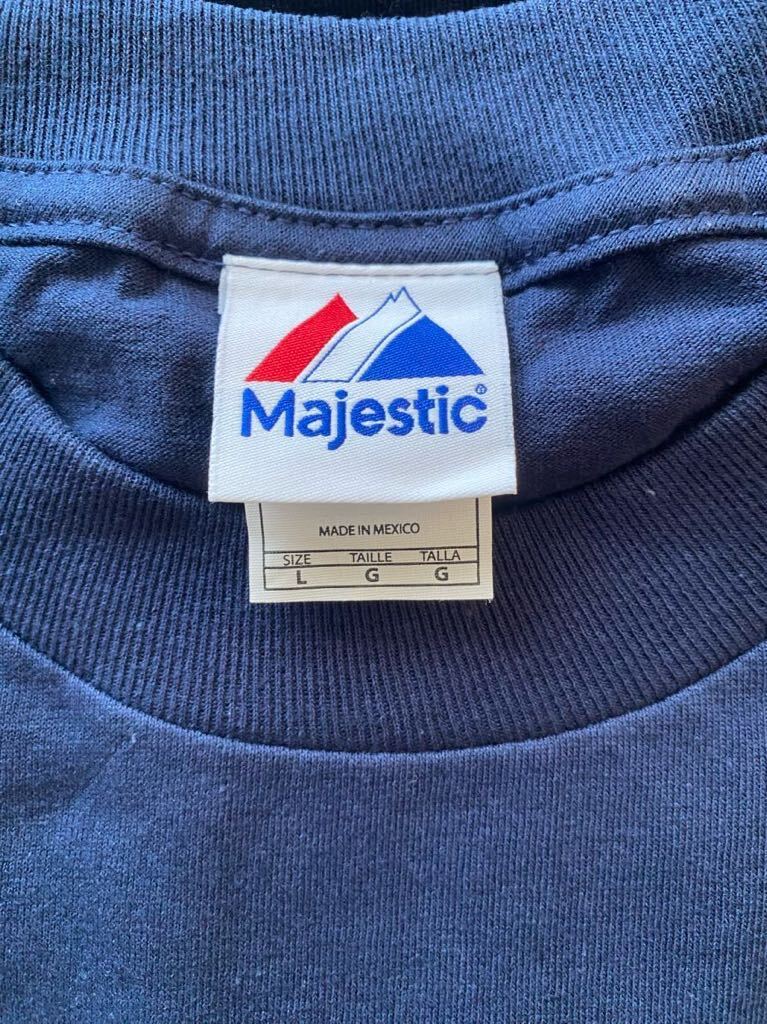 Majestic®
MADE IN MEXICO
SIZE TAILLE TALLA
L G G